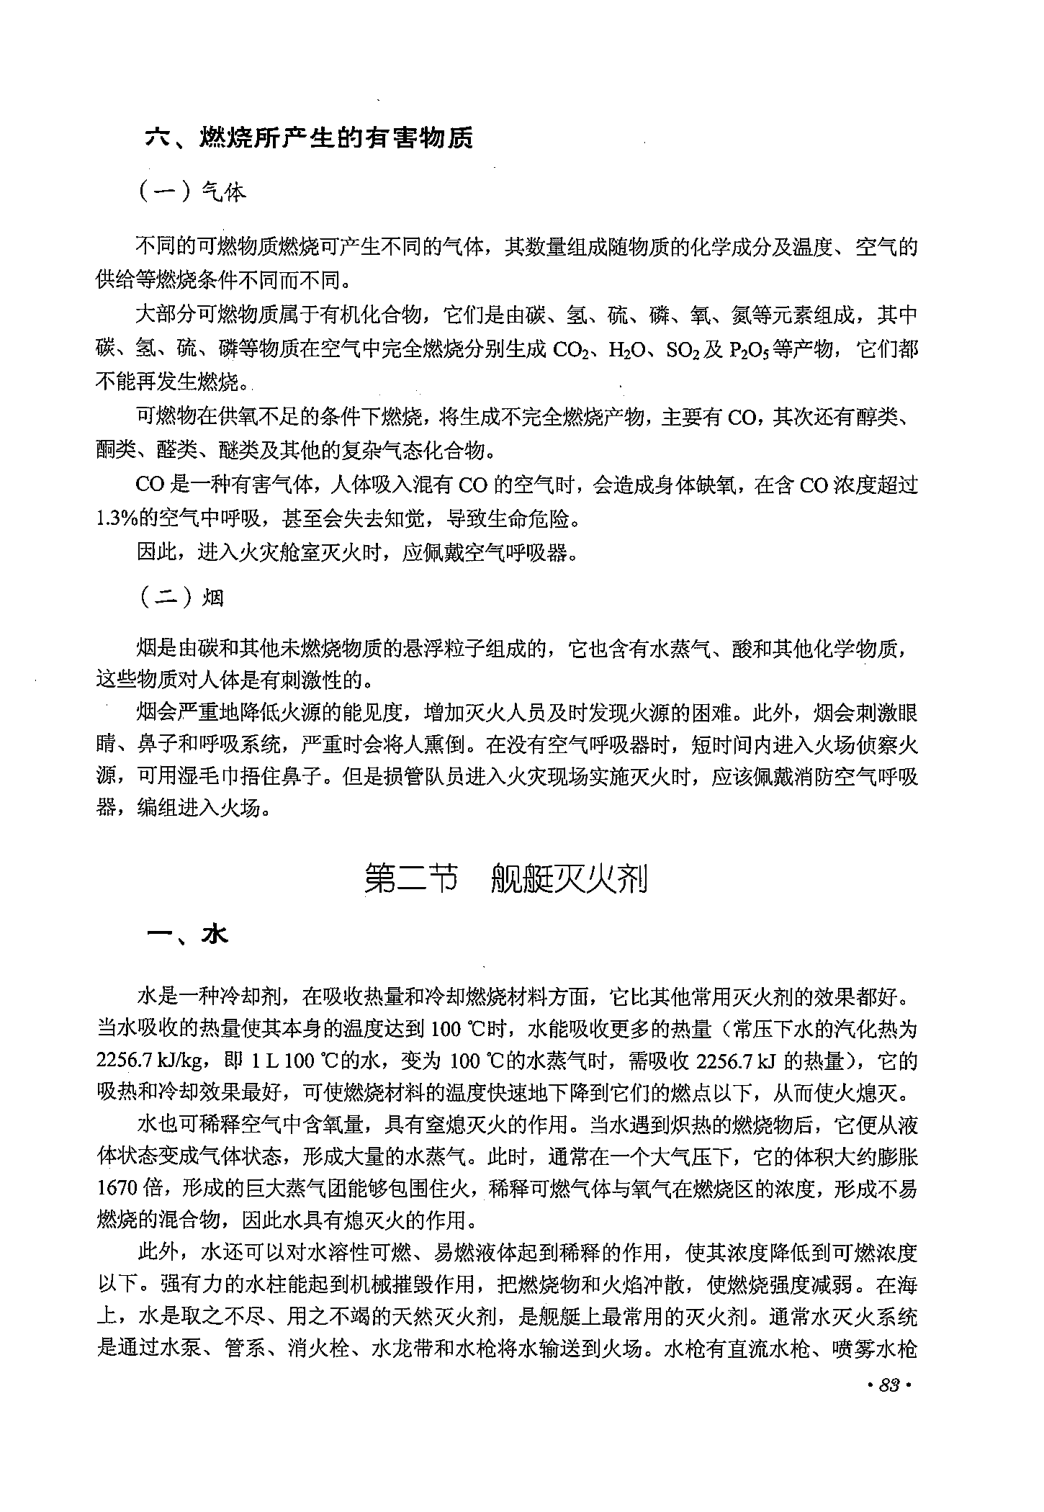 六、燃烧所产生的有害物质
（一）气体
不同的可燃物质燃烧可产生不同的气体，其数量组成随物质的化学成分及温度、空气的
供给等燃烧条件不同而不同。
大部分可燃物质属于有机化合物，它们是由碳、氢、硫、磷、氧、氮等元素组成，其中
碳、氢、硫、磷等物质在空气中完全燃烧分别生成 CO₂、H₂O、SO₂及 P₂O₅等产物，它们都
不能再发生燃烧。
可燃物在供氧不足的条件下燃烧，将生成不完全燃烧产物，主要有 CO，其次还有醇类、
酮类、醛类、醚类及其他的复杂气态化合物。
CO 是一种有害气体，人体吸入混有 CO 的空气时，会造成身体缺氧，在含 CO 浓度超过
1.3%的空气中呼吸，甚至会失去知觉，导致生命危险。
因此，进入火灾舱室灭火时，应佩戴空气呼吸器。
（二）烟
烟是由碳和其他未燃烧物质的悬浮粒子组成的，它也含有水蒸气、酸和其他化学物质，
这些物质对人体是有刺激性的。
烟会严重地降低火源的能见度，增加灭火人员及时发现火源的困难。此外，烟会刺激眼
睛、鼻子和呼吸系统，严重时会将人熏倒。在没有空气呼吸器时，短时间内进入火场侦察火
源，可用湿毛巾捂住鼻子。但是损管队员进入火灾现场实施灭火时，应该佩戴消防空气呼吸
器，编组进入火场。
第二节 舰艇灭火剂
一、水
水是一种冷却剂，在吸收热量和冷却燃烧材料方面，它比其他常用灭火剂的效果都好。
当水吸收的热量使其本身的温度达到 100 ℃时，水能吸收更多的热量（常压下水的汽化热为
2256.7 kJ/kg，即 1 L 100 ℃的水，变为 100 ℃的水蒸气时，需吸收 2256.7 kJ 的热量），它的
吸热和冷却效果最好，可使燃烧材料的温度快速地下降到它们的燃点以下，从而使火熄灭。
水也可稀释空气中含氧量，具有窒熄灭火的作用。当水遇到炽热的燃烧物后，它便从液
体状态变成气体状态，形成大量的水蒸气。此时，通常在一个大气压下，它的体积大约膨胀
1670 倍，形成的巨大蒸气团能够包围住火，稀释可燃气体与氧气在燃烧区的浓度，形成不易
燃烧的混合物，因此水具有熄灭火的作用。
此外，水还可以对水溶性可燃、易燃液体起到稀释的作用，使其浓度降低到可燃浓度
以下。强有力的水柱能起到机械摧毁作用，把燃烧物和火焰冲散，使燃烧强度减弱。在海
上，水是取之不尽、用之不竭的天然灭火剂，是舰艇上最常用的灭火剂。通常水灭火系统
是通过水泵、管系、消火栓、水龙带和水枪将水输送到火场。水枪有直流水枪、喷雾水枪
·83·